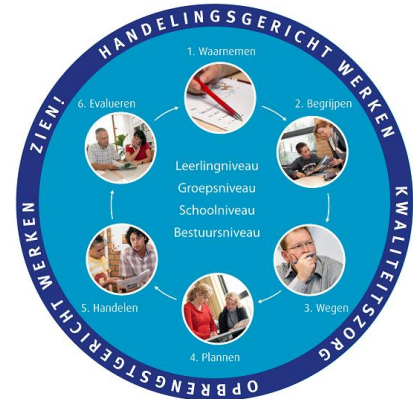 HANDELINGSGERICHT WERKEN
KWALITEITSZORG
OPBRENGSTGERICHT WERKEN
ZIEN!
1. Waarnemen
2. Begrijpen
3. Wegen
4. Plannen
5. Handelen
6. Evalueren
Leerlingniveau
Groepsniveau
Schoolniveau
Bestuursniveau